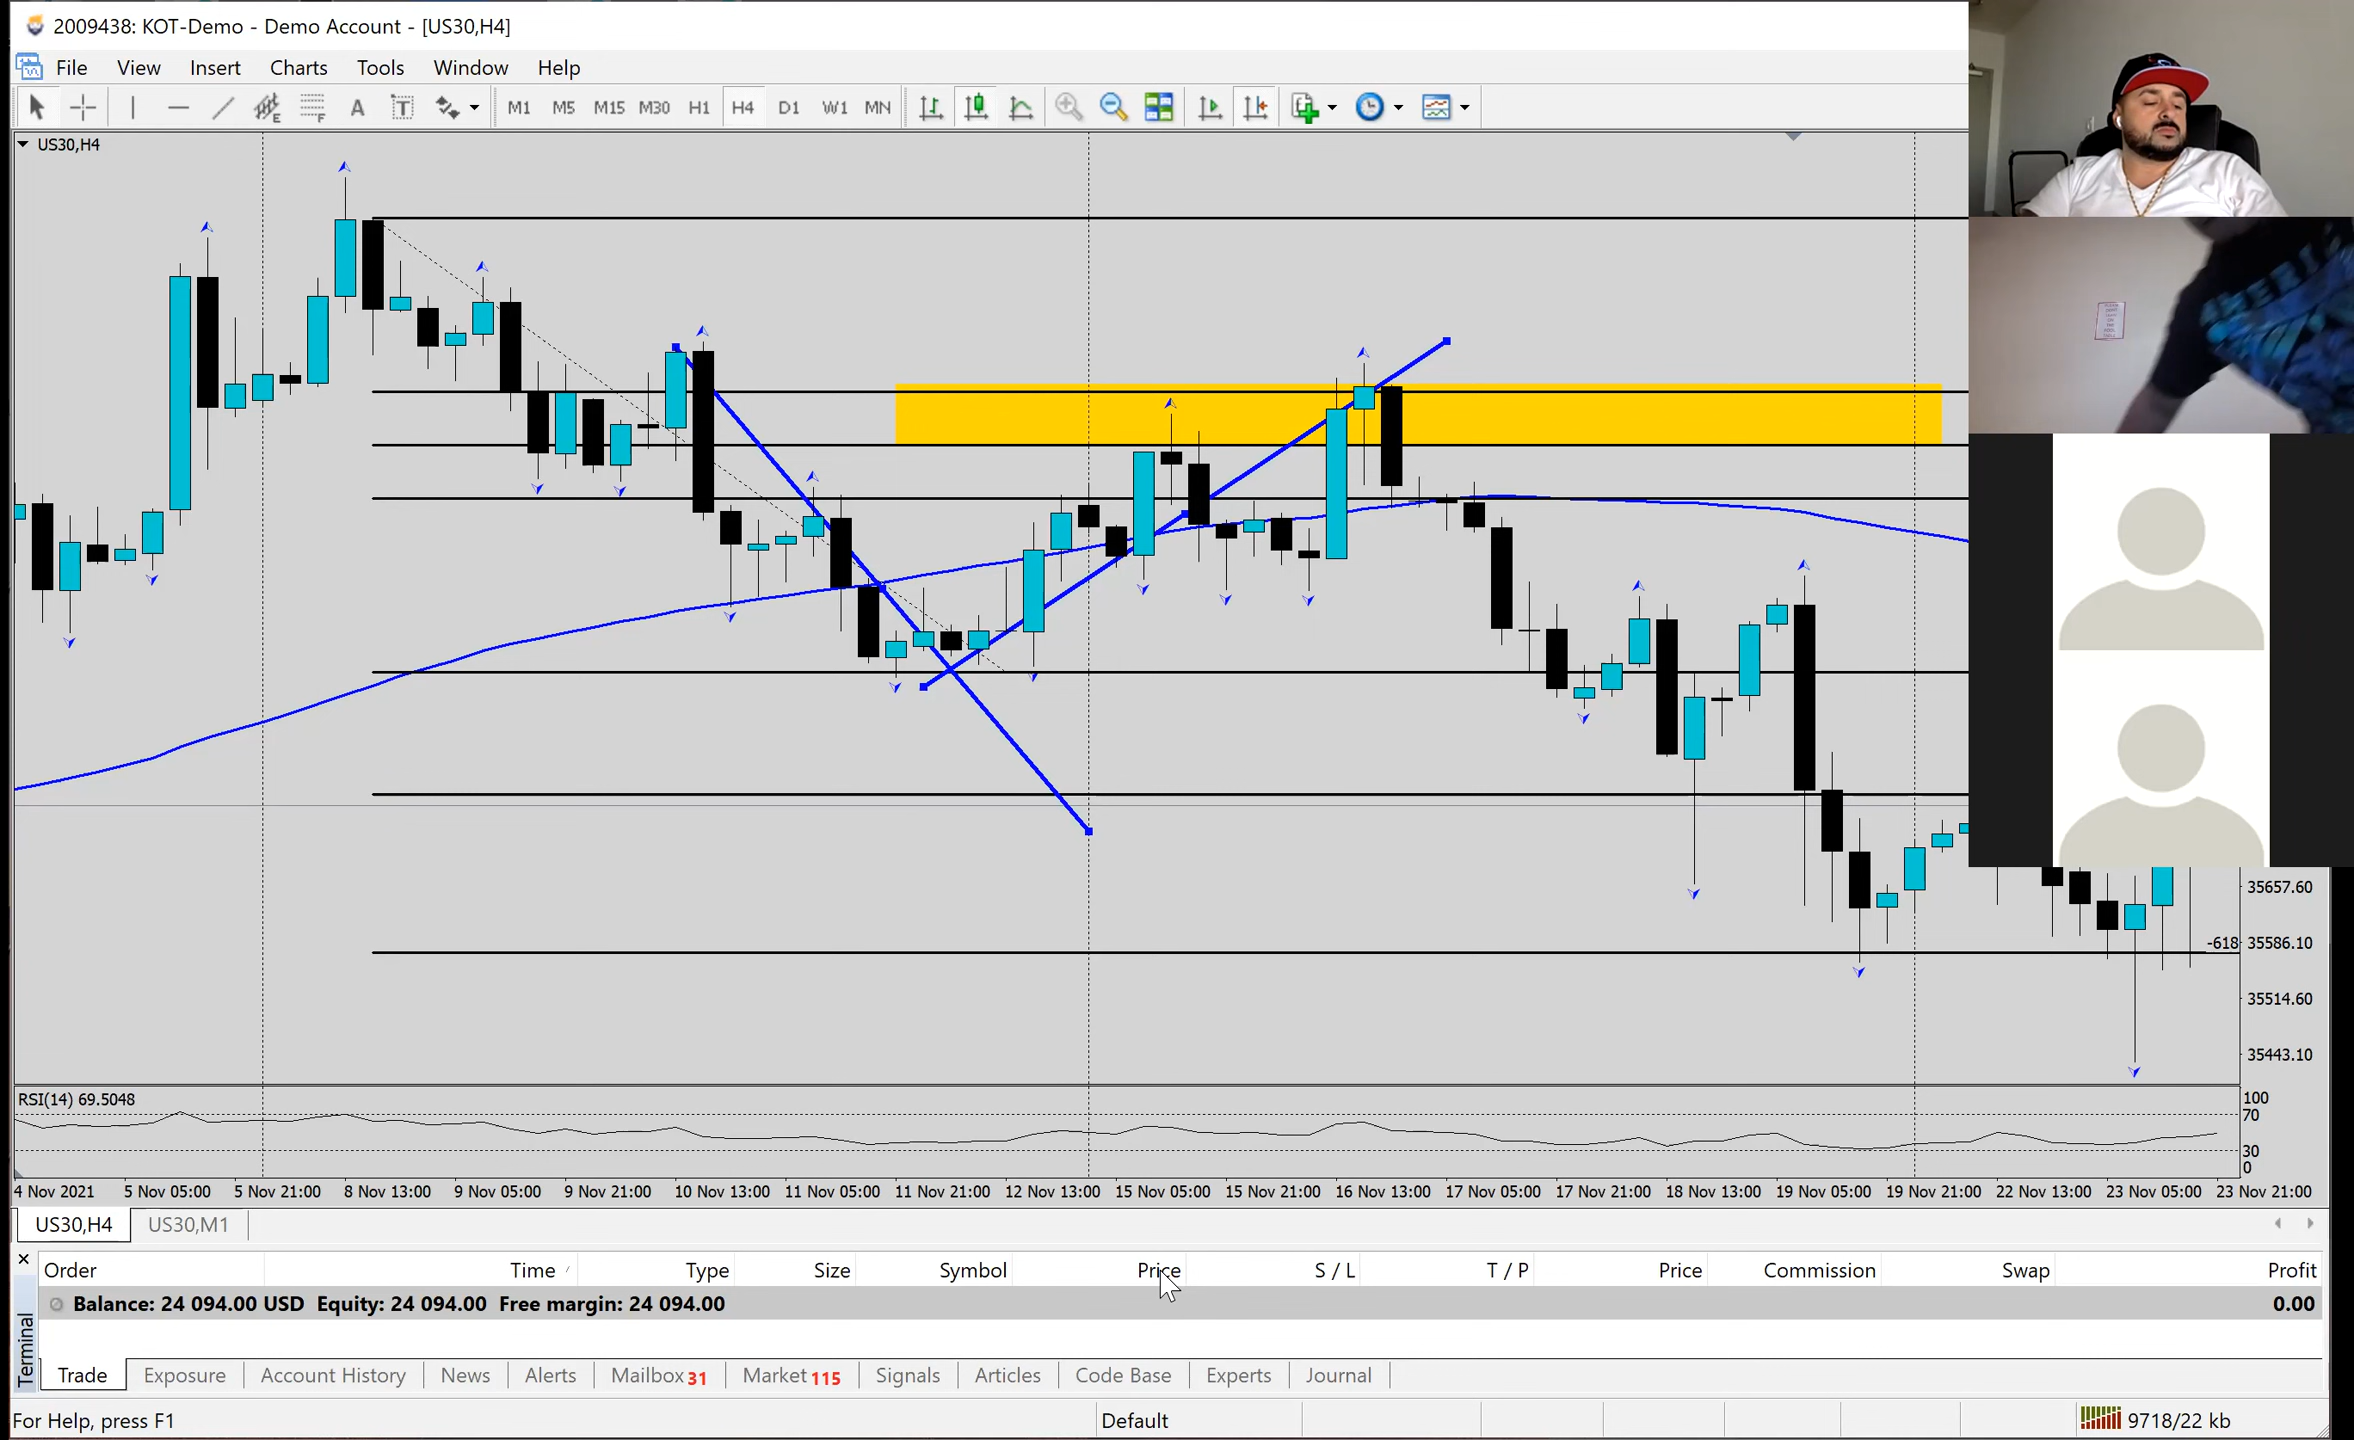 2009438: KOT-Demo - Demo Account - [US30,H4]
File View Insert Charts Tools Window Help
A T M1 M5 M15 M30 H1 H4 D1 W1 MN
US30,H4
35657.60
-618 35586.10
35514.60
35443.10
RSI(14) 69.5048
100
70
30
0
4 Nov 2021 5 Nov 05:00 5 Nov 21:00 8 Nov 13:00 9 Nov 05:00 9 Nov 21:00 10 Nov 13:00 11 Nov 05:00 11 Nov 21:00 12 Nov 13:00 15 Nov 05:00 15 Nov 21:00 16 Nov 13:00 17 Nov 05:00 17 Nov 21:00 18 Nov 13:00 19 Nov 05:00 19 Nov 21:00 22 Nov 13:00 23 Nov 05:00 23 Nov 21:00
US30,H4 US30,M1
Order Time Type Size Symbol Price S / L T / P Price Commission Swap Profit
Balance: 24 094.00 USD Equity: 24 094.00 Free margin: 24 094.00 0.00
Terminal
Trade Exposure Account History News Alerts Mailbox 31 Market 115 Signals Articles Code Base Experts Journal
For Help, press F1 Default 9718/22 kb